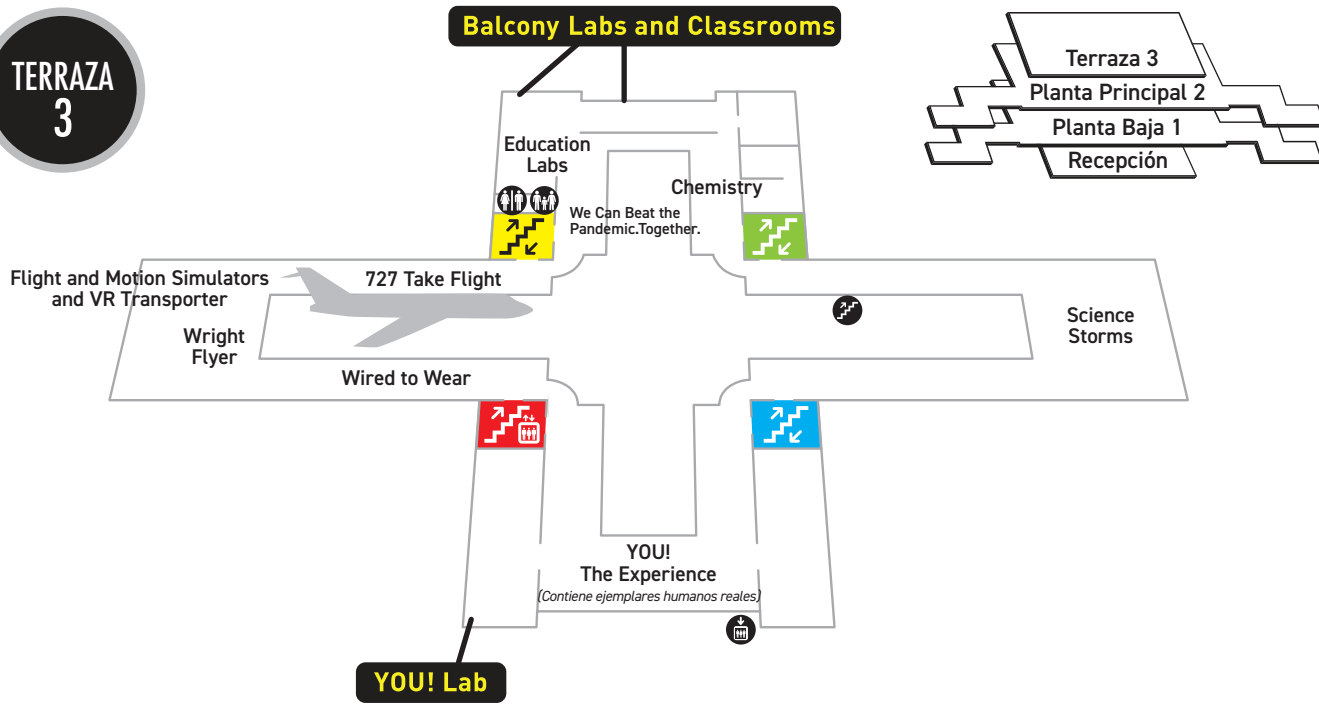 TERRAZA
3
Balcony Labs and Classrooms
Terraza 3
Planta Principal 2
Planta Baja 1
Recepción
Education
Labs
Chemistry
We Can Beat the
Pandemic.Together.
Flight and Motion Simulators
and VR Transporter
727 Take Flight
Wright
Flyer
Wired to Wear
Science
Storms
YOU!
The Experience
(Contiene ejemplares humanos reales)
YOU! Lab